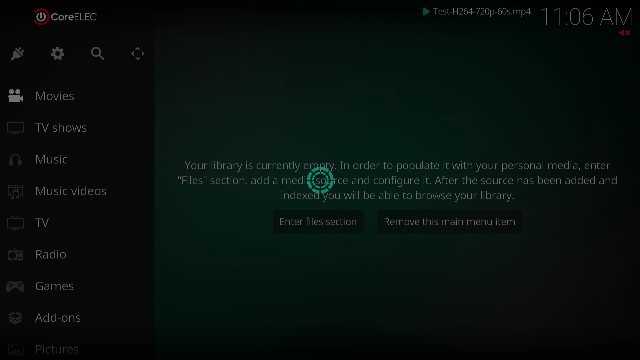 CoreELEC
Test-H264-720p-60s.mp4
11:06 AM
Movies
TV shows
Music
Music videos
TV
Radio
Games
Add-ons
Pictures
Your library is currently empty. In order to populate it with your personal media, enter
"Files" section, add a media source and configure it. After the source has been added and
indexed you will be able to browse your library.
Enter files section
Remove this main menu item